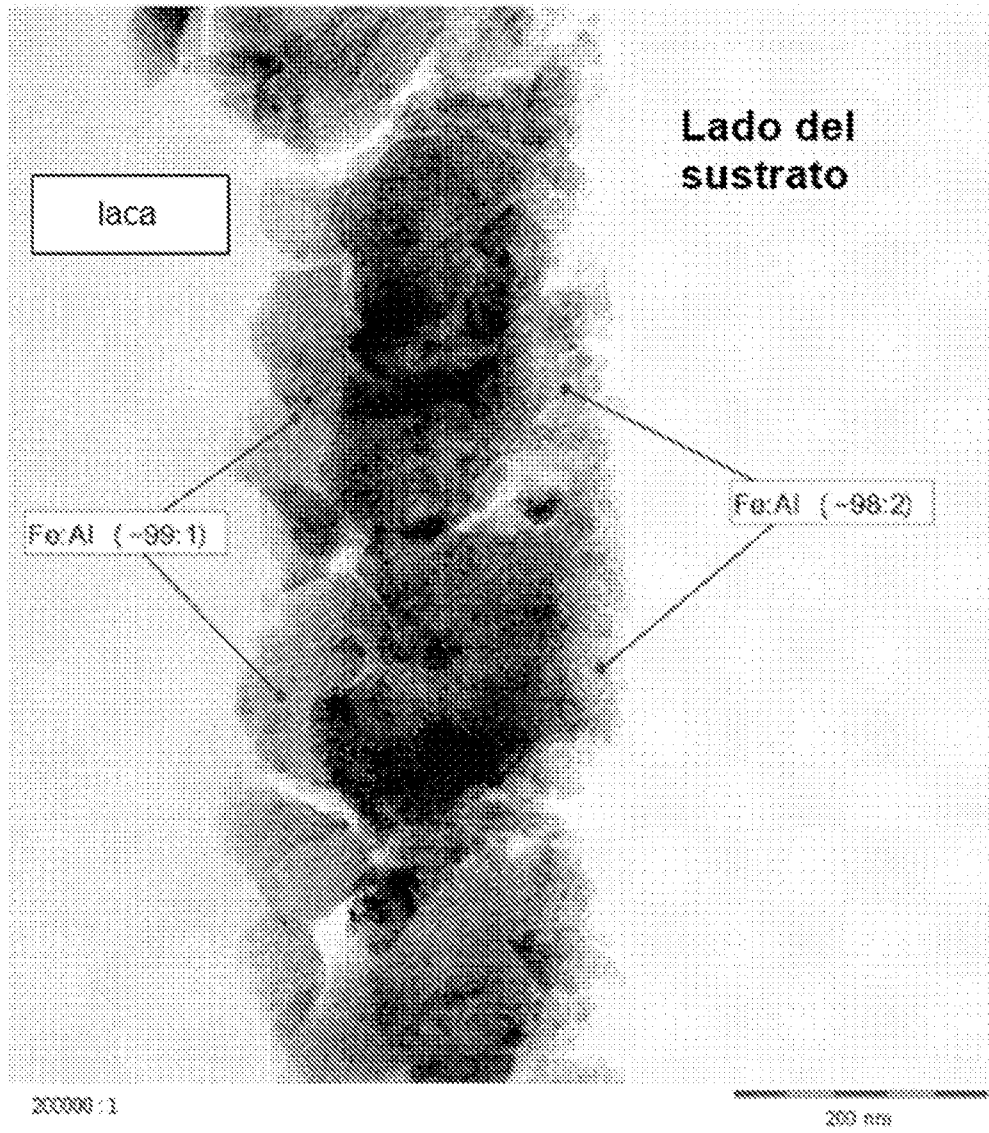 Lado del
sustrato
laca
Fe:Al (~98:2)
Fe:Al (~99:1)
200000:1
200 nm